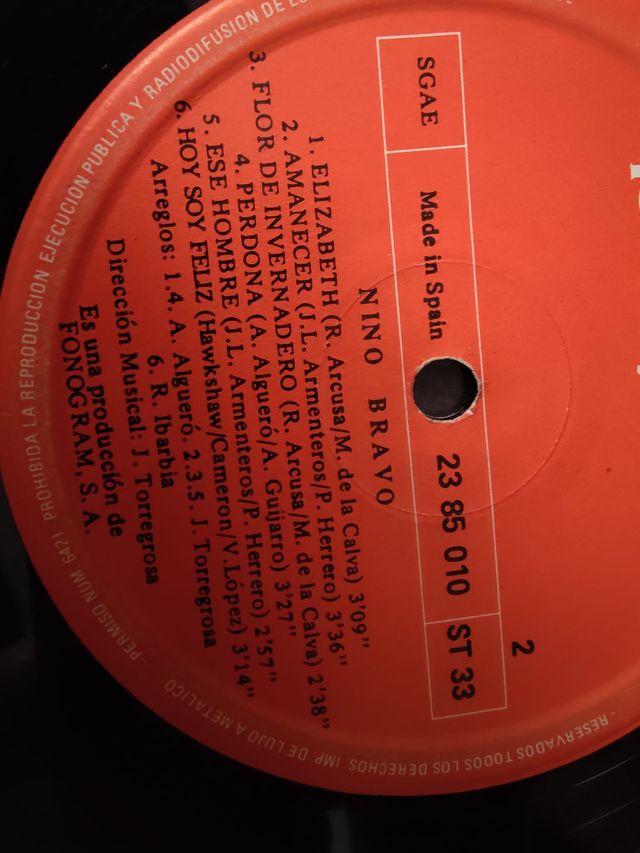 2
SGAE Made in Spain 23 85 010 ST 33
NINO BRAVO
1. ELIZABETH (R. Arcusa/M. de la Calva) 3'09"
2. AMANECER (J.L. Armenteros/P. Herrero) 3'36"
3. FLOR DE INVERNADERO (R. Arcusa/M. de la Calva) 2'38"
4. PERDONA (A. Algueró/A. Guijarro) 3'27"
5. ESE HOMBRE (J.L. Armenteros/P. Herrero) 2'57"
6. HOY SOY FELIZ (Hawkshaw/Cameron/V.López) 3'14"
Arreglos: 1.4. A. Algueró. 2.3.5. J. Torregrosa
6. R. Ibarbia
Dirección Musical: J. Torregrosa
Es una producción de
FONOGRAM, S. A.
-RESERVADOS TODOS LOS DERECHOS. IMP. DE LUJO A METALICO -PERMISO NUM 6421 PROHIBIDA LA REPRODUCCION EJECUCION PUBLICA Y RADIODIFUSION DE